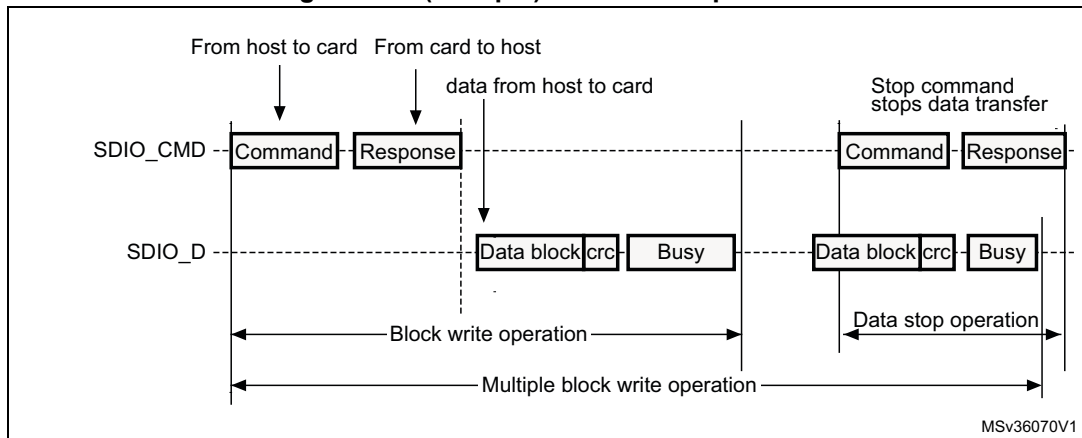 From host to card From card to host
data from host to card
Stop command
stops data transfer
SDIO_CMD Command Response Command Response
SDIO_D Data block crc Busy Data block crc Busy
Block write operation
Data stop operation
Multiple block write operation
MSv36070V1